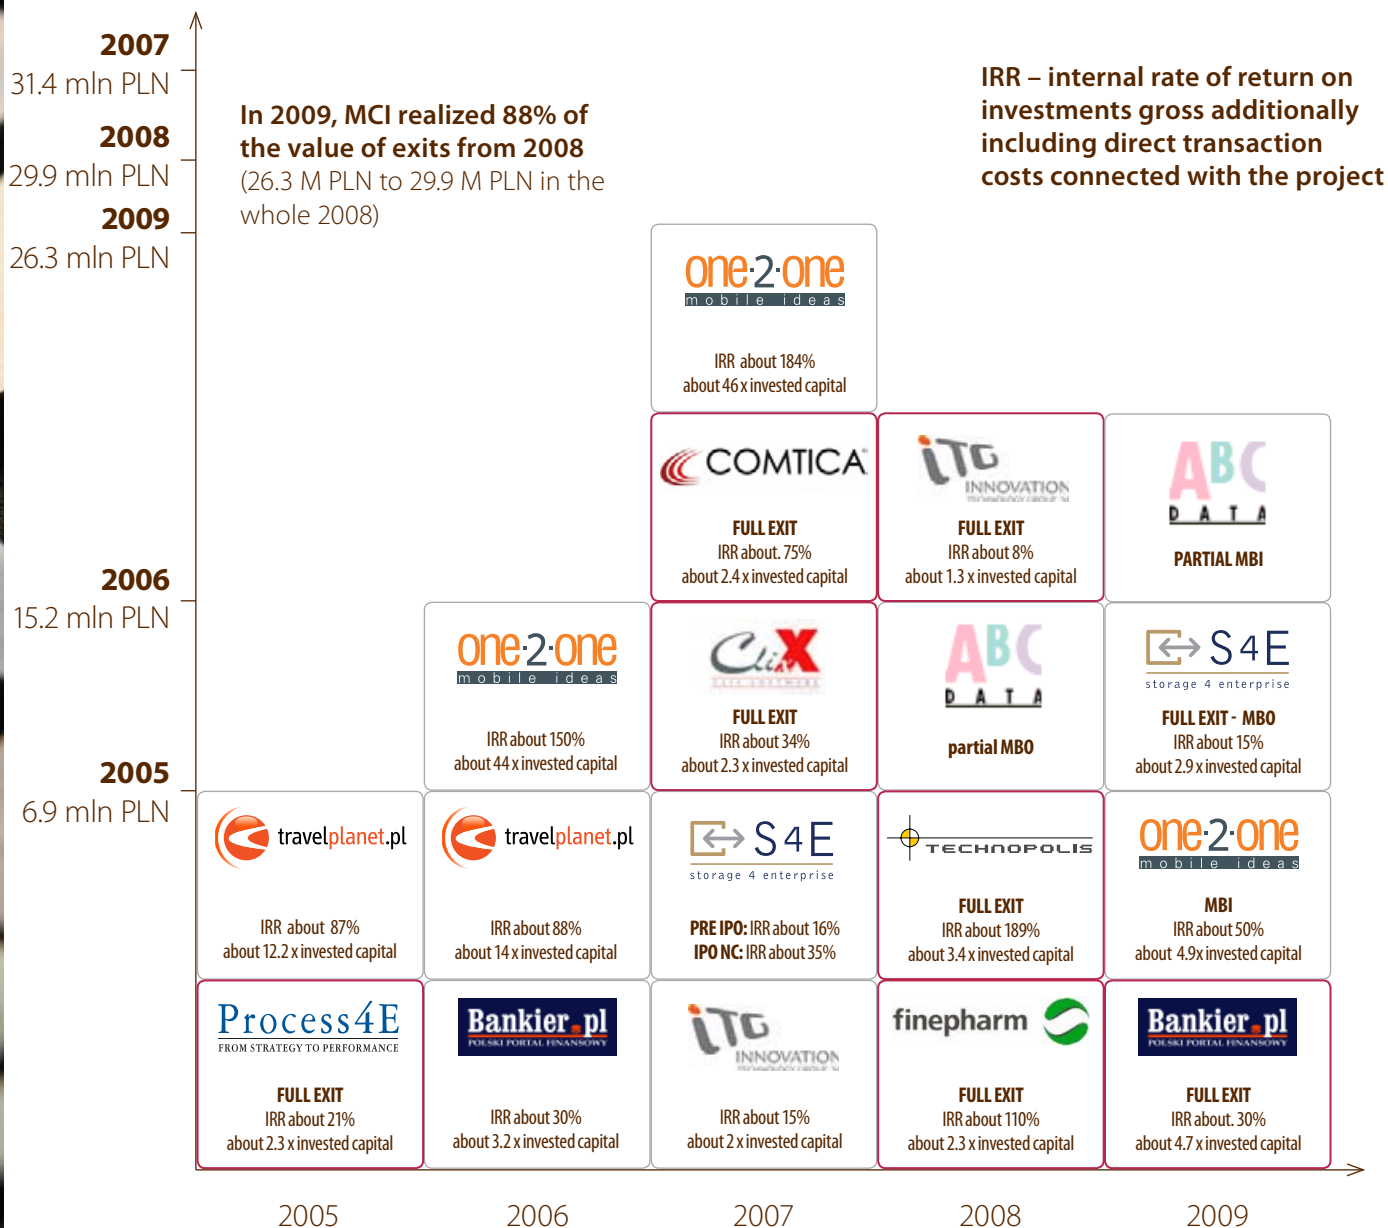 2007
31.4 mln PLN
2008
29.9 mln PLN
2009
26.3 mln PLN
2006
15.2 mln PLN
2005
6.9 mln PLN
In 2009, MCI realized 88% of
the value of exits from 2008
(26.3 M PLN to 29.9 M PLN in the
whole 2008)
IRR – internal rate of return on
investments gross additionally
including direct transaction
costs connected with the project
one·2·one
mobile ideas
IRR about 184%
about 46 x invested capital
COMTICA
FULL EXIT
IRR about. 75%
about 2.4 x invested capital
iTG
INNOVATION
TECHNOLOGY GROUP
FULL EXIT
IRR about 8%
about 1.3 x invested capital
ABC
DATA
PARTIAL MBI
one·2·one
mobile ideas
IRR about 150%
about 44 x invested capital
CliX
FULL EXIT
IRR about 34%
about 2.3 x invested capital
ABC
DATA
partial MBO
S4E
storage 4 enterprise
FULL EXIT - MBO
IRR about 15%
about 2.9 x invested capital
travelplanet.pl
IRR about 87%
about 12.2 x invested capital
travelplanet.pl
IRR about 88%
about 14 x invested capital
S4E
storage 4 enterprise
PRE IPO: IRR about 16%
IPO NC: IRR about 35%
TECHNOPOLIS
FULL EXIT
IRR about 189%
about 3.4 x invested capital
one·2·one
mobile ideas
MBI
IRR about 50%
about 4.9x invested capital
Process4E
FROM STRATEGY TO PERFORMANCE
FULL EXIT
IRR about 21%
about 2.3 x invested capital
Bankier.pl
POLSKI PORTAL FINANSOWY
IRR about 30%
about 3.2 x invested capital
iTG
INNOVATION
TECHNOLOGY GROUP
IRR about 15%
about 2 x invested capital
finepharm
FULL EXIT
IRR about 110%
about 2.3 x invested capital
Bankier.pl
POLSKI PORTAL FINANSOWY
FULL EXIT
IRR about. 30%
about 4.7 x invested capital
2005
2006
2007
2008
2009